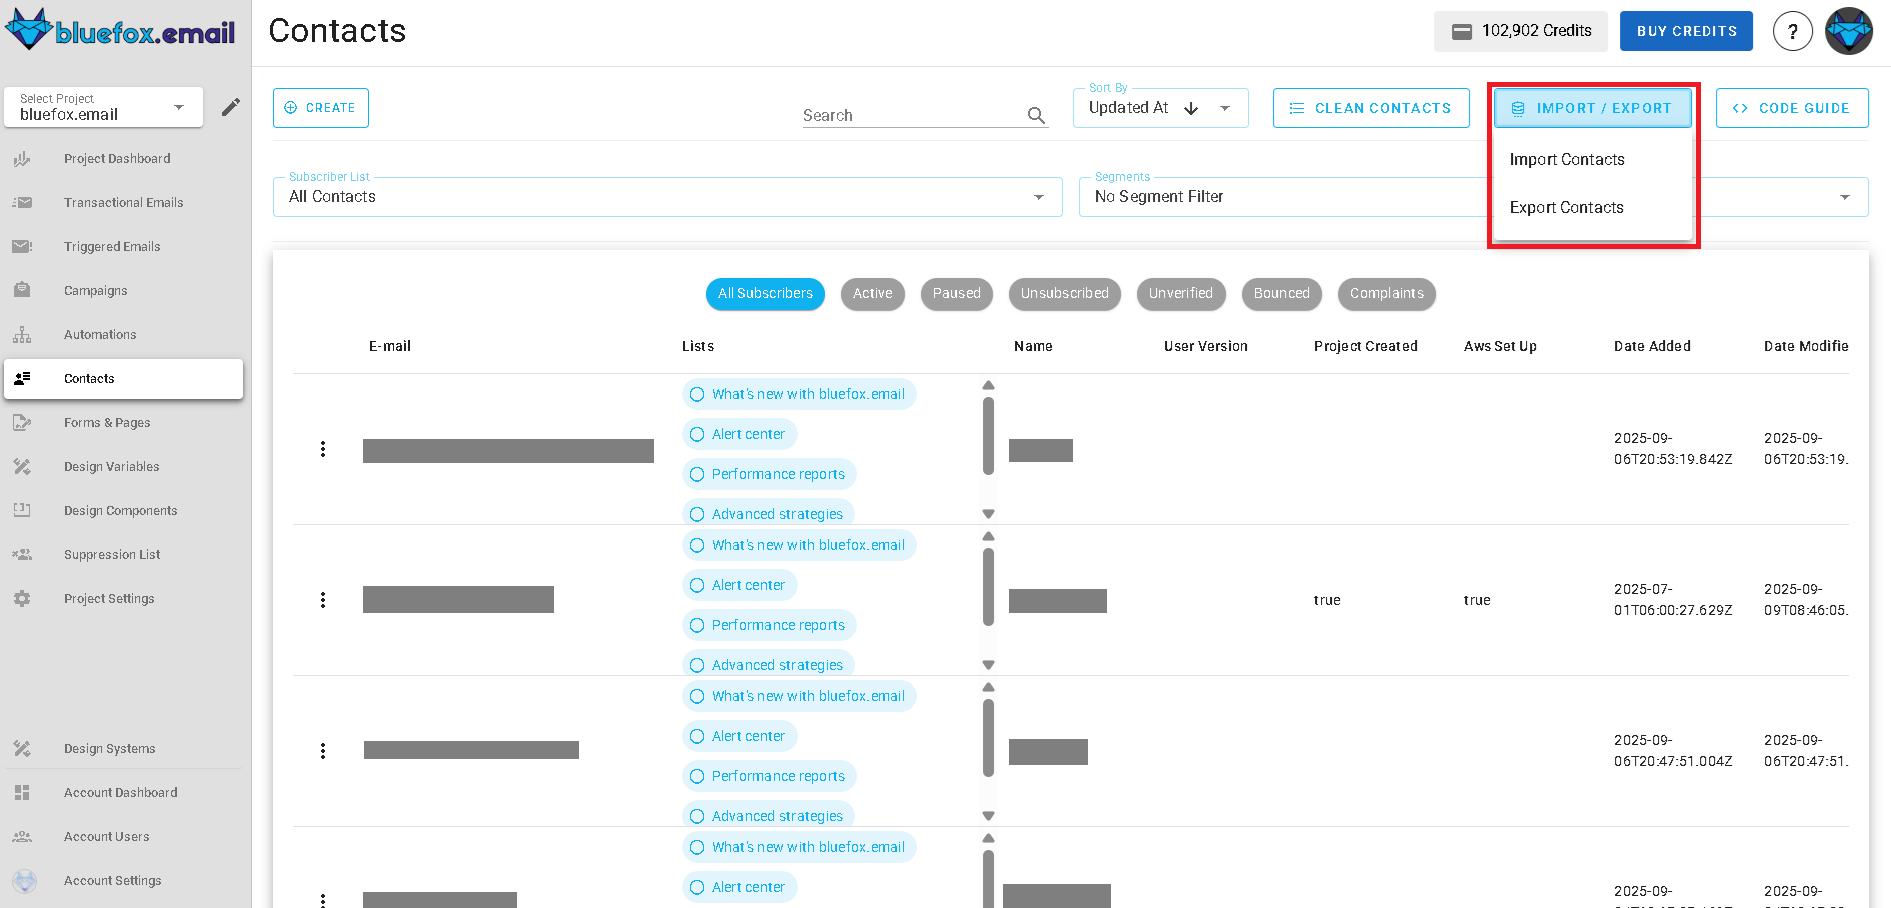 bluefox.email
Contacts
102,902 Credits
BUY CREDITS
?
Select Project
bluefox.email
Project Dashboard
Transactional Emails
Triggered Emails
Campaigns
Automations
Contacts
Forms & Pages
Design Variables
Design Components
Suppression List
Project Settings
Design Systems
Account Dashboard
Account Users
Account Settings
CREATE
Search
Sort By
Updated At
CLEAN CONTACTS
IMPORT / EXPORT
CODE GUIDE
Import Contacts
Export Contacts
Subscriber List
All Contacts
Segments
No Segment Filter
All Subscribers
Active
Paused
Unsubscribed
Unverified
Bounced
Complaints
E-mail
Lists
Name
User Version
Project Created
Aws Set Up
Date Added
Date Modifie
What's new with bluefox.email
Alert center
Performance reports
Advanced strategies
2025-09-
06T20:53:19.842Z
2025-09-
06T20:53:19.
What's new with bluefox.email
Alert center
Performance reports
Advanced strategies
true
true
2025-07-
01T06:00:27.629Z
2025-09-
09T08:46:05.
What's new with bluefox.email
Alert center
Performance reports
Advanced strategies
2025-09-
06T20:47:51.004Z
2025-09-
06T20:47:51.
What's new with bluefox.email
Alert center
2025-09-
2025-09-